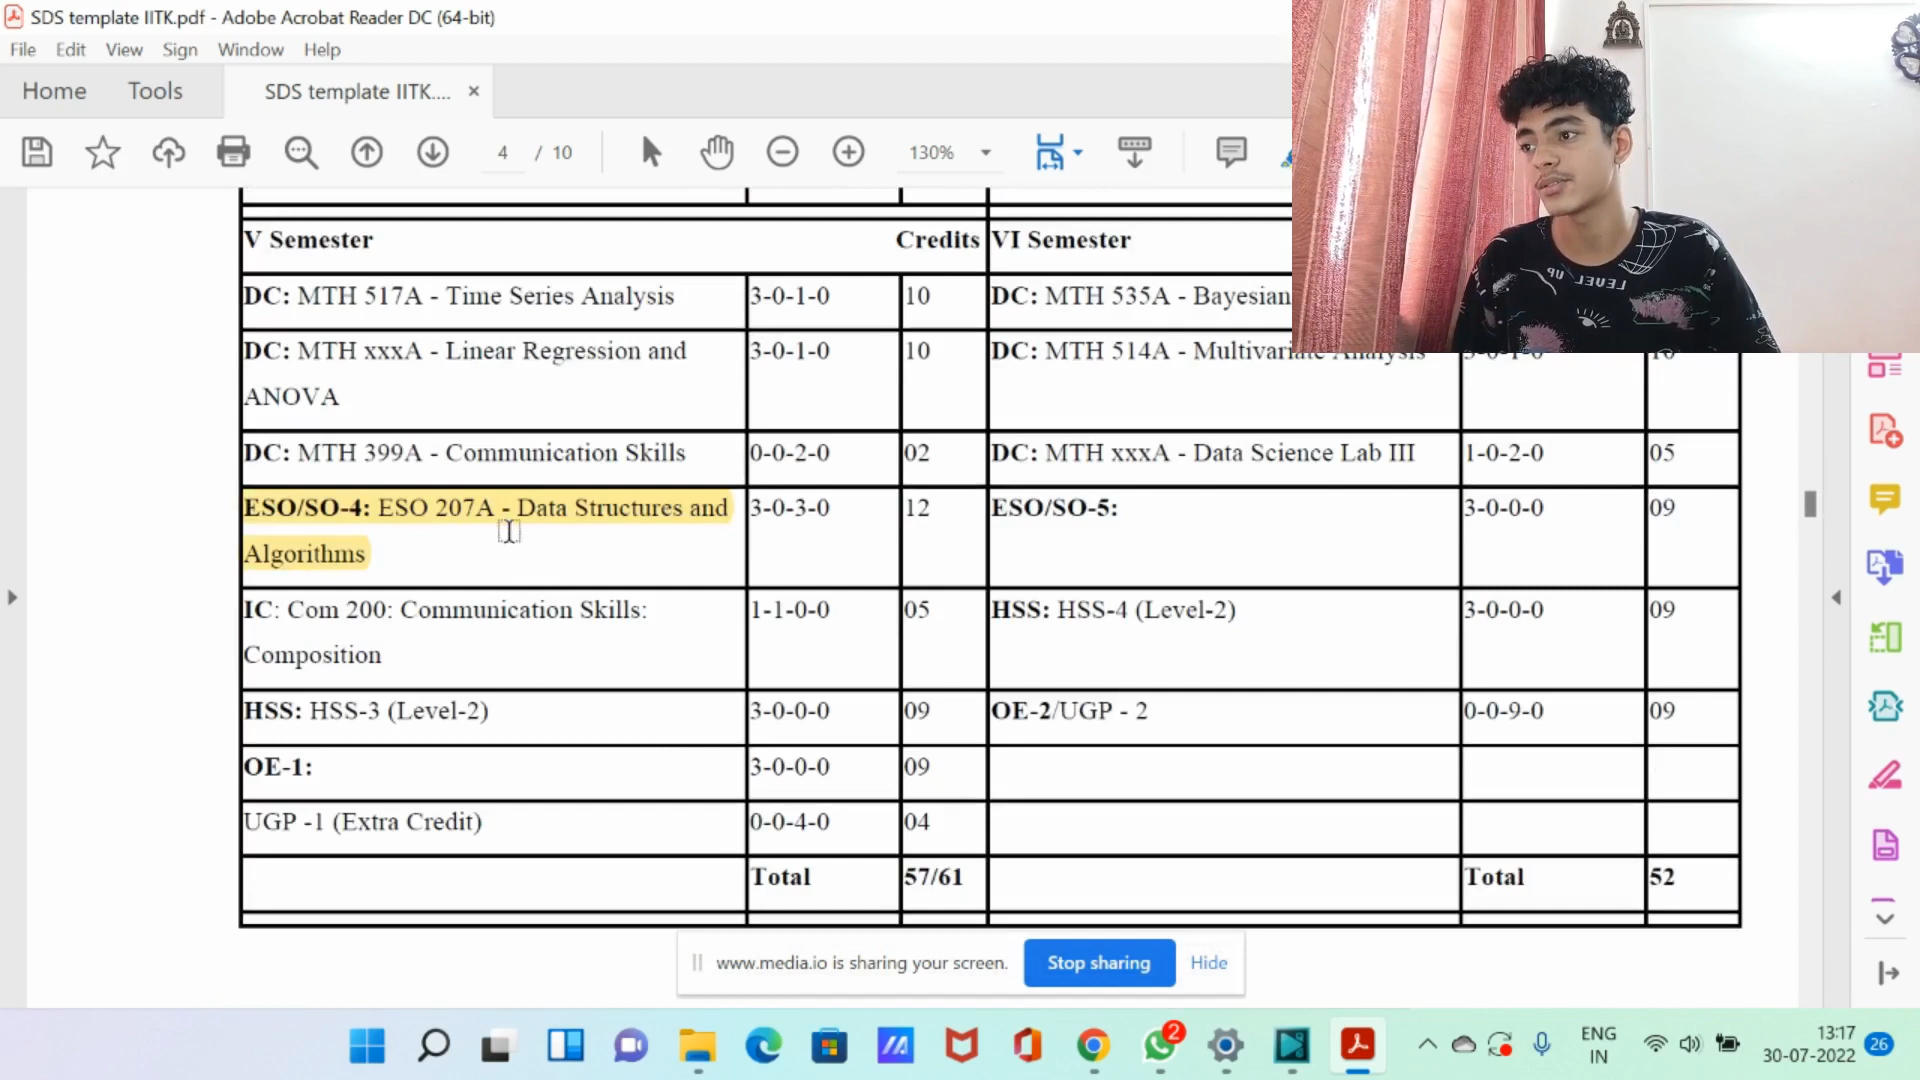 SDS template IITK.pdf - Adobe Acrobat Reader DC (64-bit)
File Edit View Sign Window Help
Home Tools SDS template IITK....
4 / 10 130%
V Semester Credits VI Semester
DC: MTH 517A - Time Series Analysis 3-0-1-0 10 DC: MTH 535A - Bayesian
DC: MTH xxxA - Linear Regression and 3-0-1-0 10 DC: MTH 514A - Multivariate Analysis 3-0-1-0 10
ANOVA
DC: MTH 399A - Communication Skills 0-0-2-0 02 DC: MTH xxxA - Data Science Lab III 1-0-2-0 05
ESO/SO-4: ESO 207A - Data Structures and 3-0-3-0 12 ESO/SO-5: 3-0-0-0 09
Algorithms
IC: Com 200: Communication Skills: 1-1-0-0 05 HSS: HSS-4 (Level-2) 3-0-0-0 09
Composition
HSS: HSS-3 (Level-2) 3-0-0-0 09 OE-2/UGP - 2 0-0-9-0 09
OE-1: 3-0-0-0 09
UGP -1 (Extra Credit) 0-0-4-0 04
Total 57/61 Total 52
www.media.io is sharing your screen. Stop sharing Hide
2
ENG 13:17
IN 30-07-2022 26
LEVEL UP